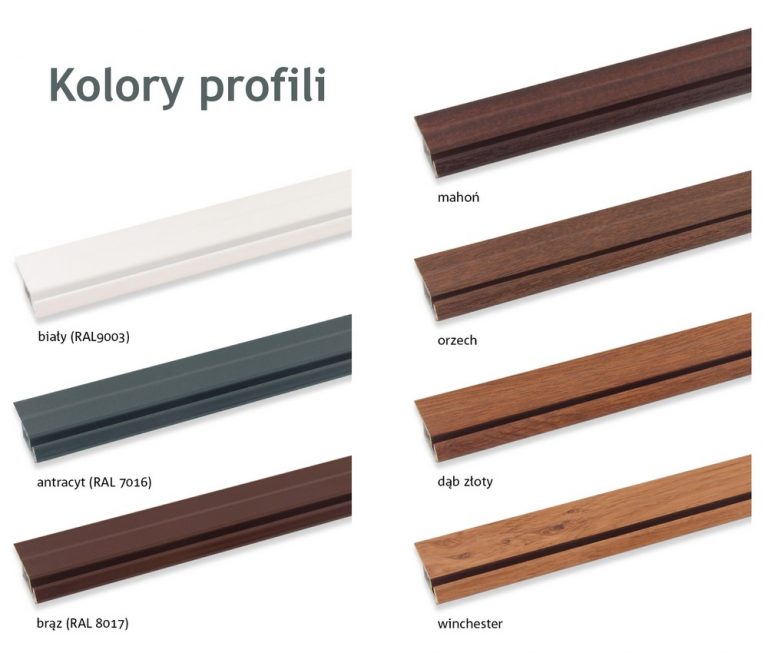 Kolory profili
biały (RAL9003)
antracyt (RAL 7016)
brąz (RAL 8017)
mahoń
orzech
dąb złoty
winchester